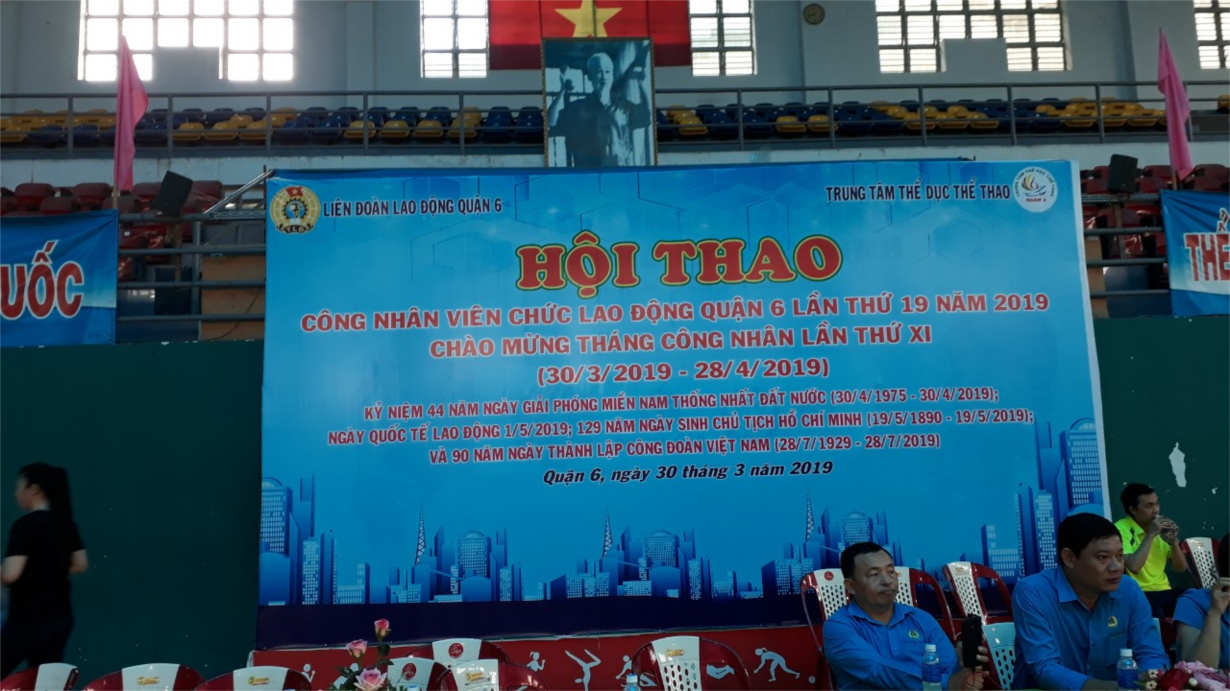 LIÊN ĐOÀN LAO ĐỘNG QUẬN 6
TRUNG TÂM THỂ DỤC THỂ THAO
HỘI THAO
CÔNG NHÂN VIÊN CHỨC LAO ĐỘNG QUẬN 6 LẦN THỨ 19 NĂM 2019
CHÀO MỪNG THÁNG CÔNG NHÂN LẦN THỨ XI
(30/3/2019 - 28/4/2019)
KỶ NIỆM 44 NĂM NGÀY GIẢI PHÓNG MIỀN NAM THỐNG NHẤT ĐẤT NƯỚC (30/4/1975 - 30/4/2019);
NGÀY QUỐC TẾ LAO ĐỘNG 1/5/2019; 129 NĂM NGÀY SINH CHỦ TỊCH HỒ CHÍ MINH (19/5/1890 - 19/5/2019);
VÀ 90 NĂM NGÀY THÀNH LẬP CÔNG ĐOÀN VIỆT NAM (28/7/1929 - 28/7/2019)
Quận 6, ngày 30 tháng 3 năm 2019
UỐC
THỂ